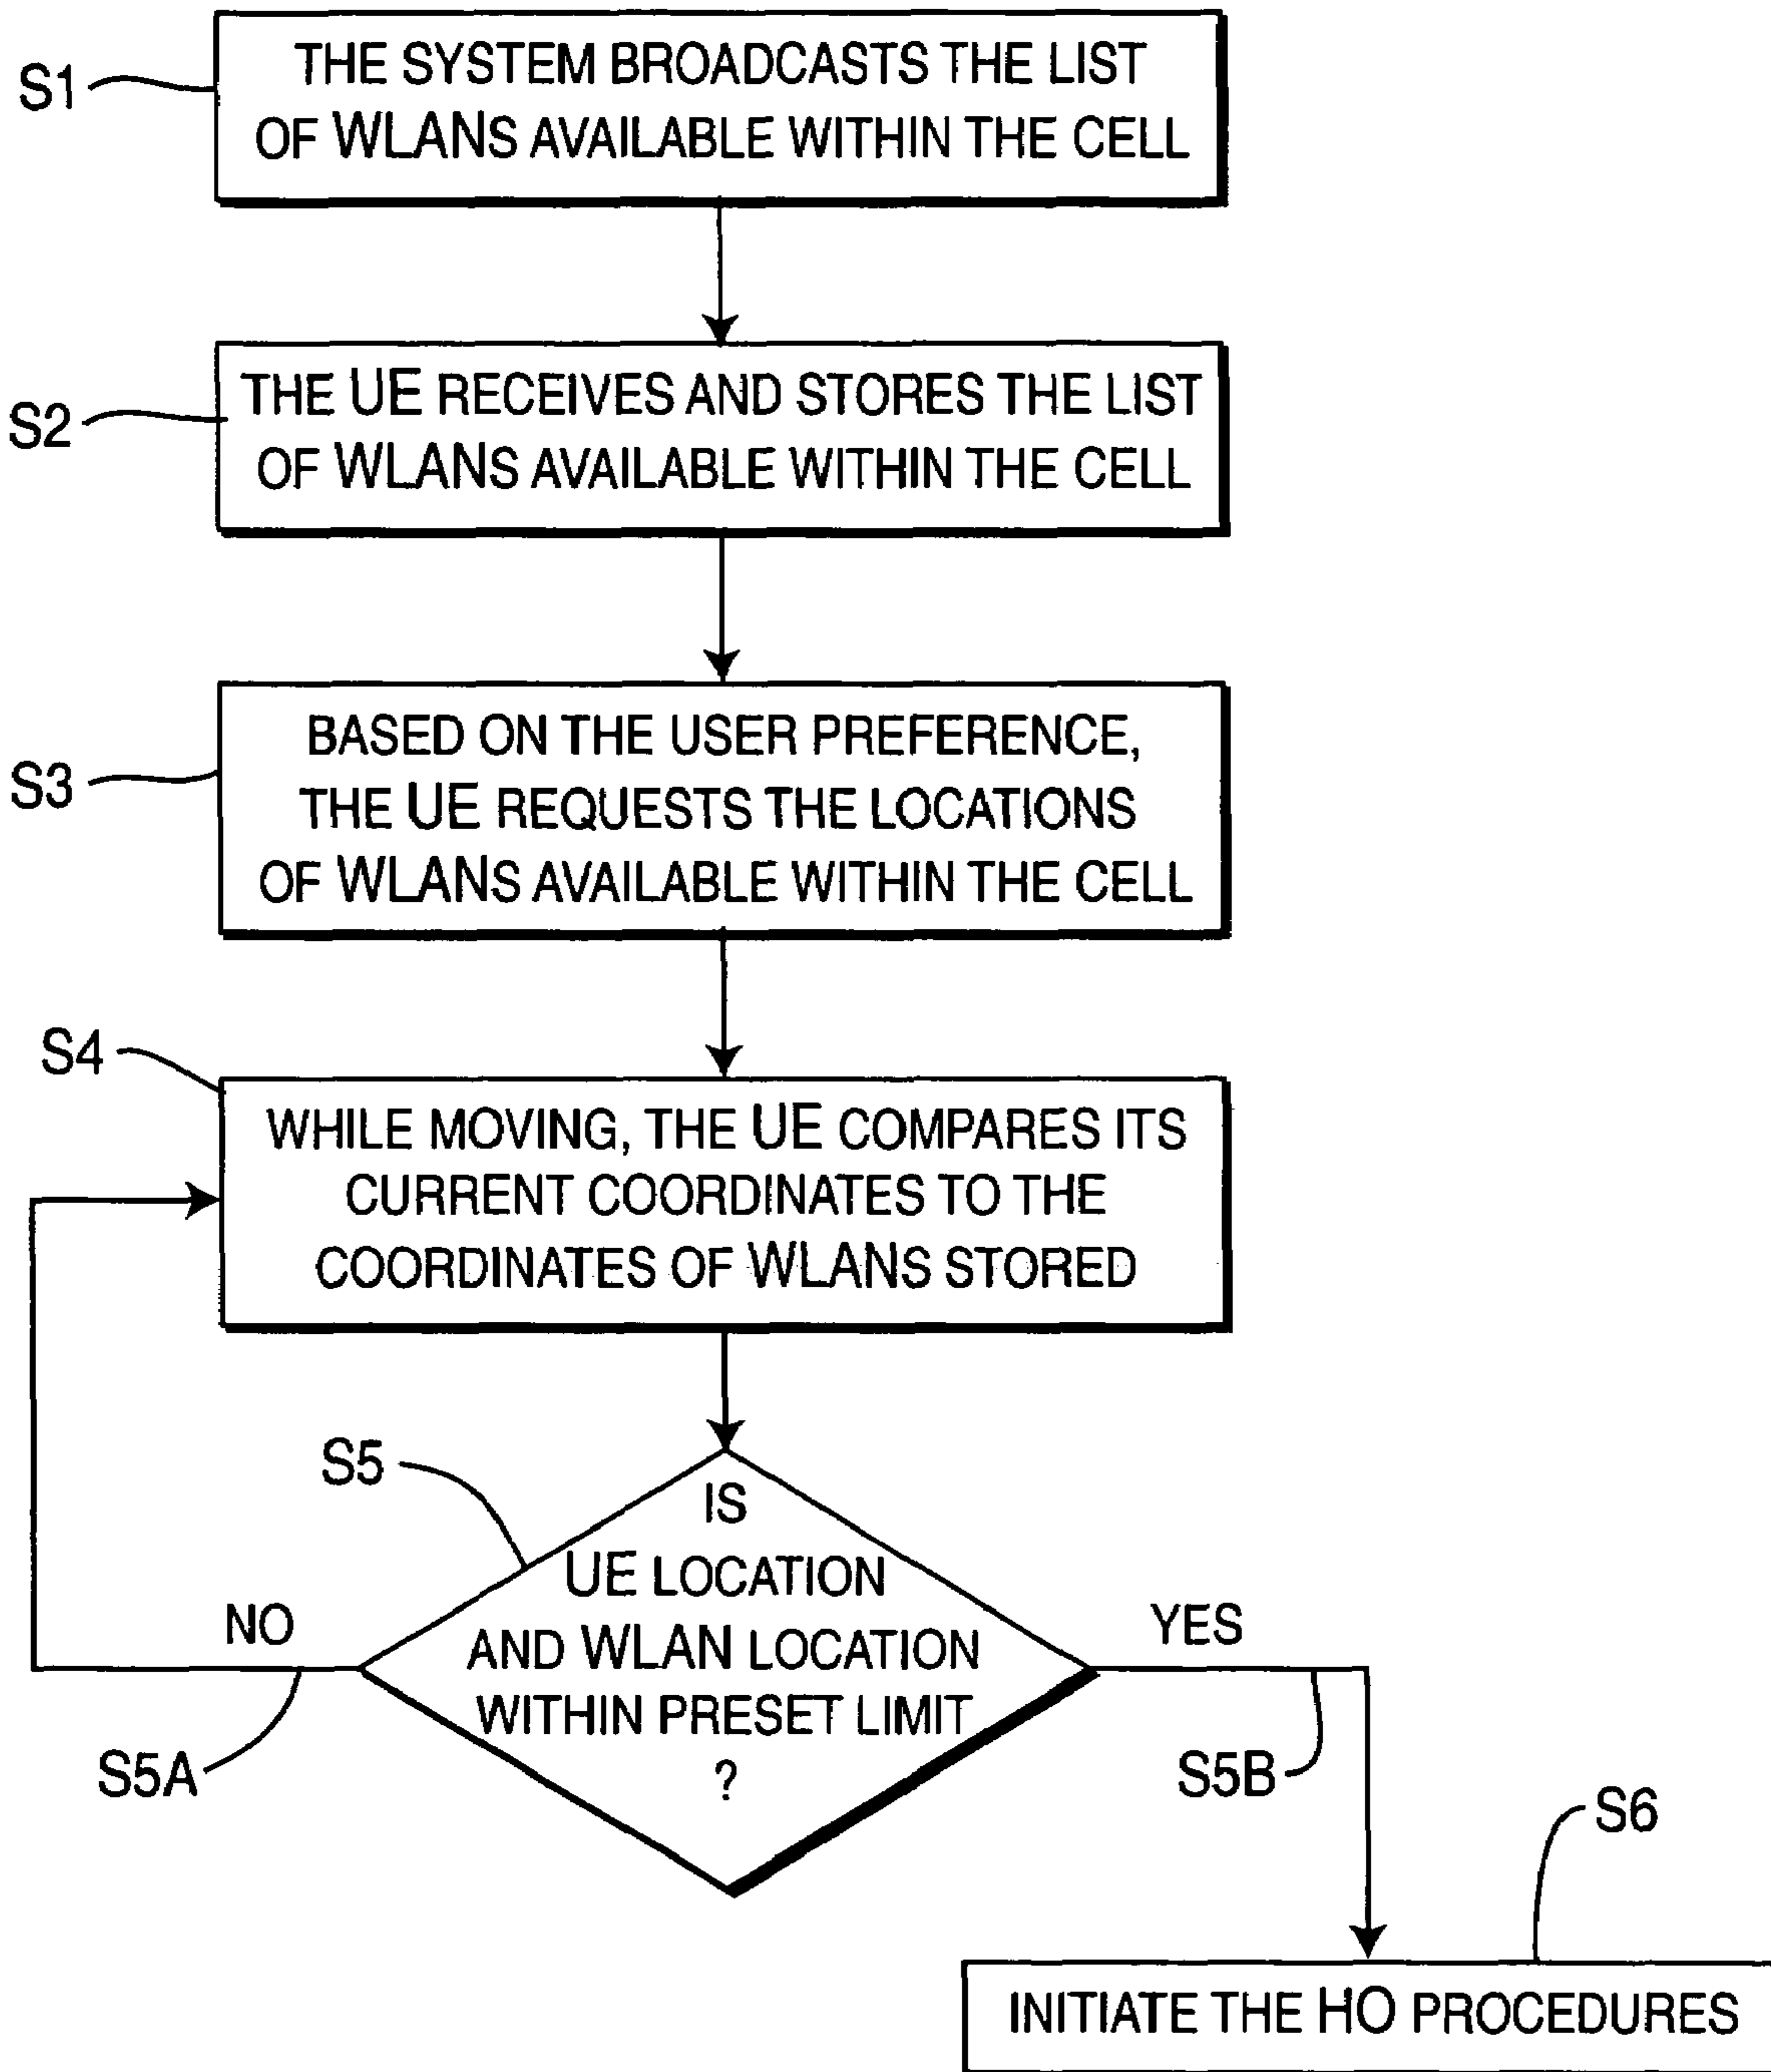 S1
THE SYSTEM BROADCASTS THE LIST
OF WLANS AVAILABLE WITHIN THE CELL
S2
THE UE RECEIVES AND STORES THE LIST
OF WLANS AVAILABLE WITHIN THE CELL
S3
BASED ON THE USER PREFERENCE,
THE UE REQUESTS THE LOCATIONS
OF WLANS AVAILABLE WITHIN THE CELL
S4
WHILE MOVING, THE UE COMPARES ITS
CURRENT COORDINATES TO THE
COORDINATES OF WLANS STORED
S5
IS
UE LOCATION
AND WLAN LOCATION
WITHIN PRESET LIMIT
?
NO
S5A
YES
S5B
S6
INITIATE THE HO PROCEDURES